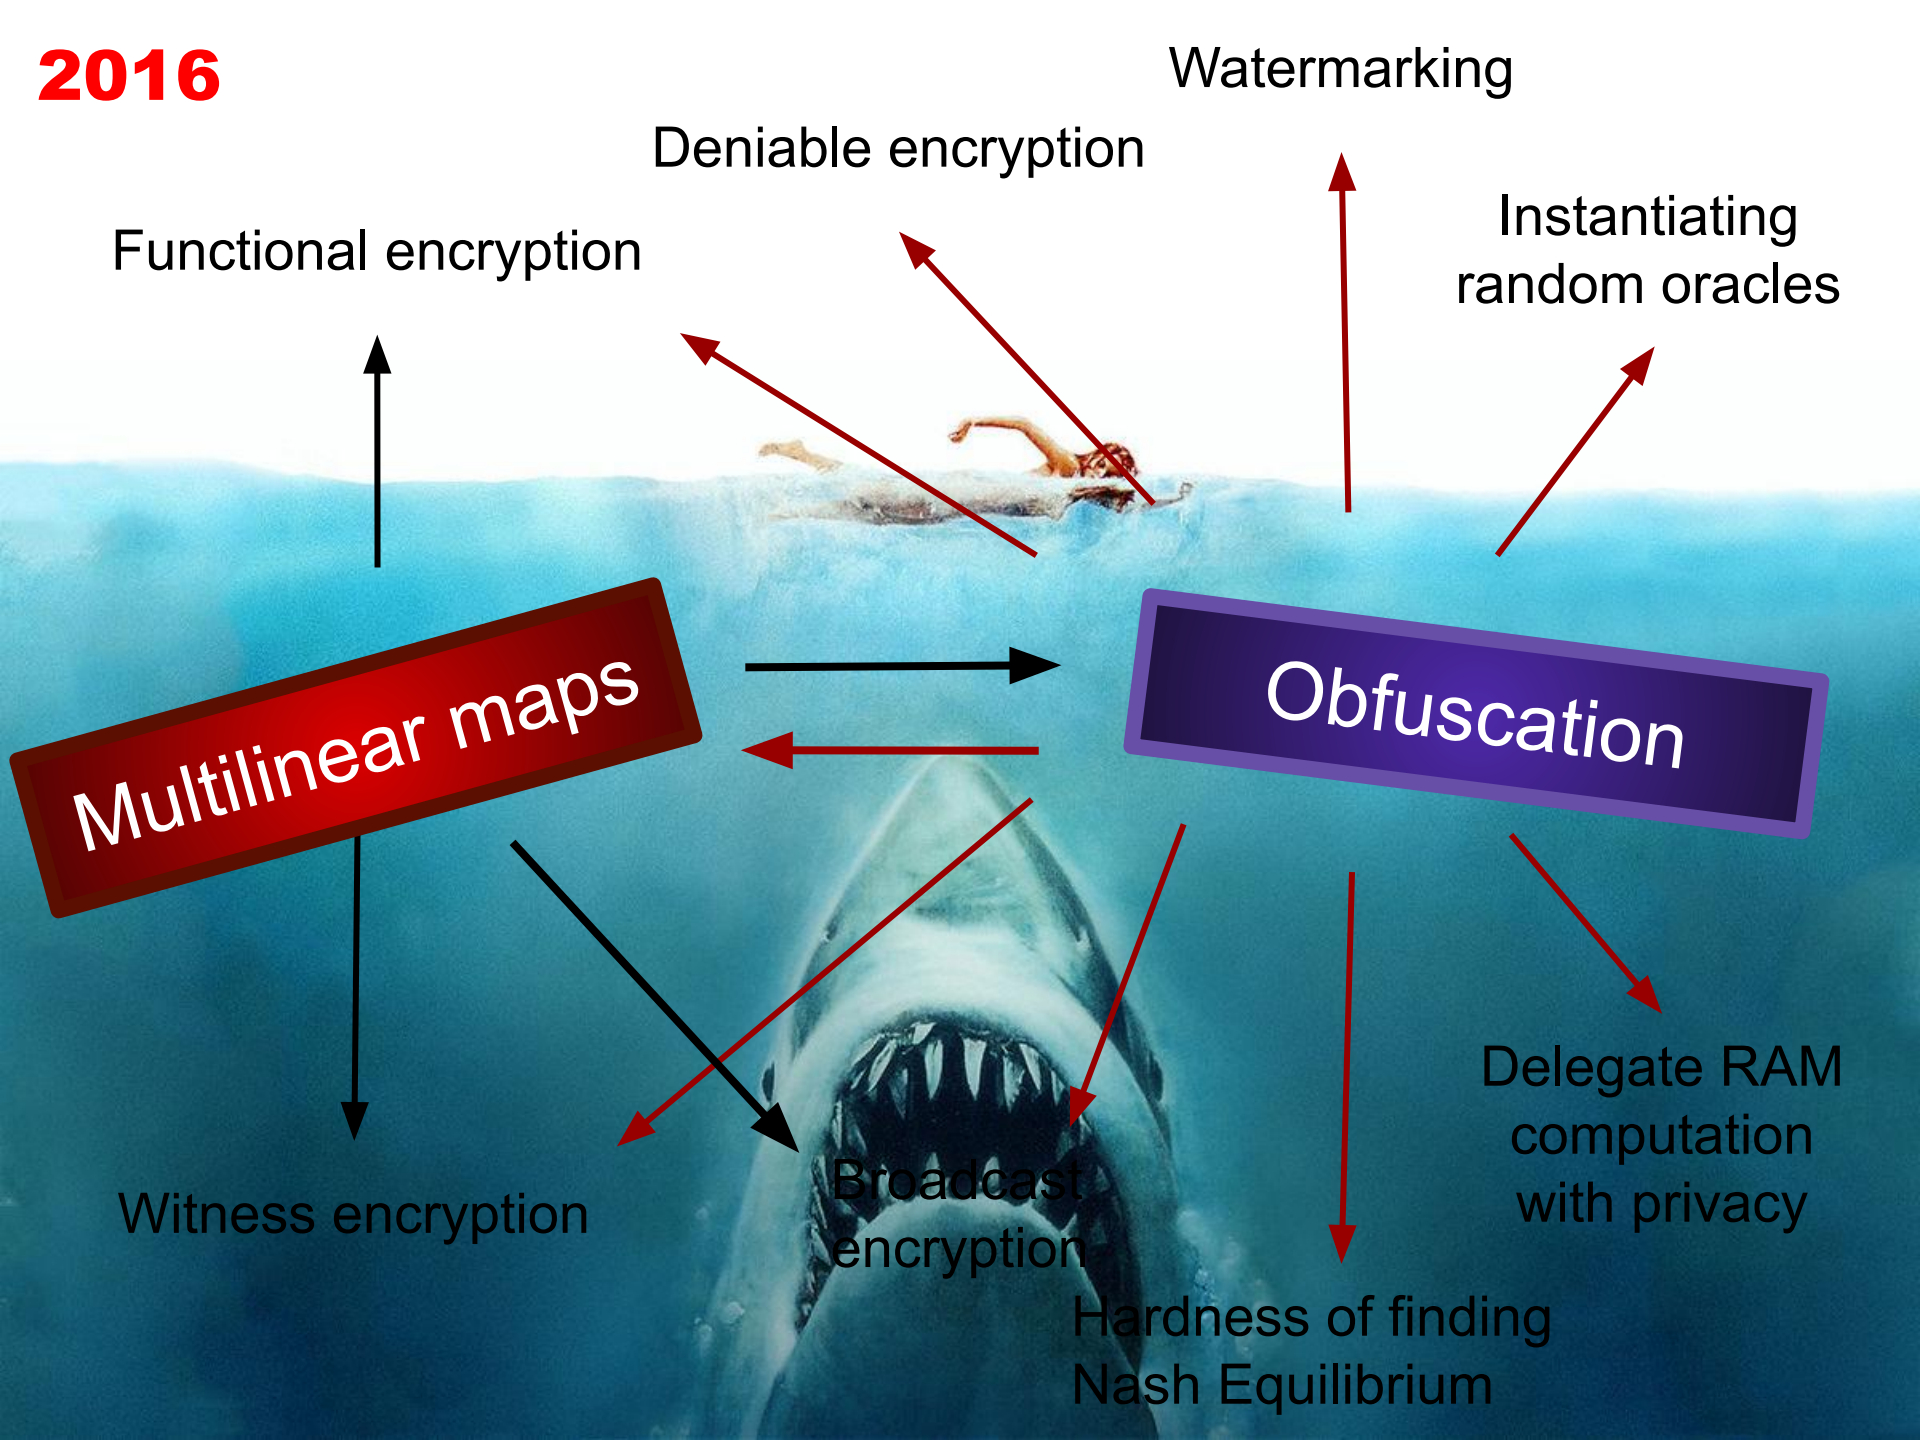 2016
Watermarking
Deniable encryption
Instantiating
random oracles
Functional encryption
Multilinear maps
Obfuscation
Delegate RAM
computation
with privacy
Witness encryption
Broadcast
encryption
Hardness of finding
Nash Equilibrium